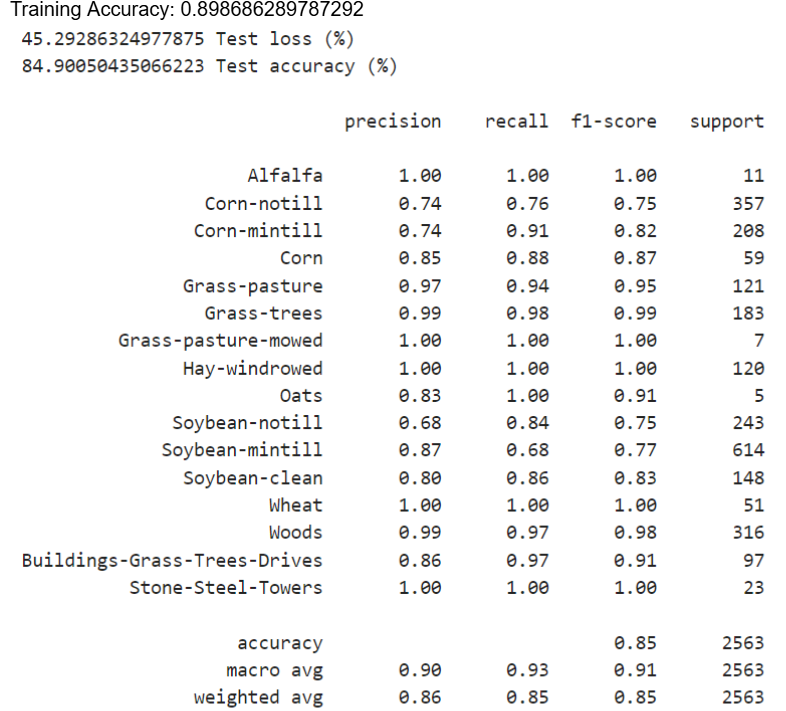 Training Accuracy: 0.898686289787292
45.29286324977875 Test loss (%)
84.90050435066223 Test accuracy (%)
precision recall f1-score support
Alfalfa 1.00 1.00 1.00 11
Corn-notill 0.74 0.76 0.75 357
Corn-mintill 0.74 0.91 0.82 208
Corn 0.85 0.88 0.87 59
Grass-pasture 0.97 0.94 0.95 121
Grass-trees 0.99 0.98 0.99 183
Grass-pasture-mowed 1.00 1.00 1.00 7
Hay-windrowed 1.00 1.00 1.00 120
Oats 0.83 1.00 0.91 5
Soybean-notill 0.68 0.84 0.75 243
Soybean-mintill 0.87 0.68 0.77 614
Soybean-clean 0.80 0.86 0.83 148
Wheat 1.00 1.00 1.00 51
Woods 0.99 0.97 0.98 316
Buildings-Grass-Trees-Drives 0.86 0.97 0.91 97
Stone-Steel-Towers 1.00 1.00 1.00 23
accuracy 0.85 2563
macro avg 0.90 0.93 0.91 2563
weighted avg 0.86 0.85 0.85 2563